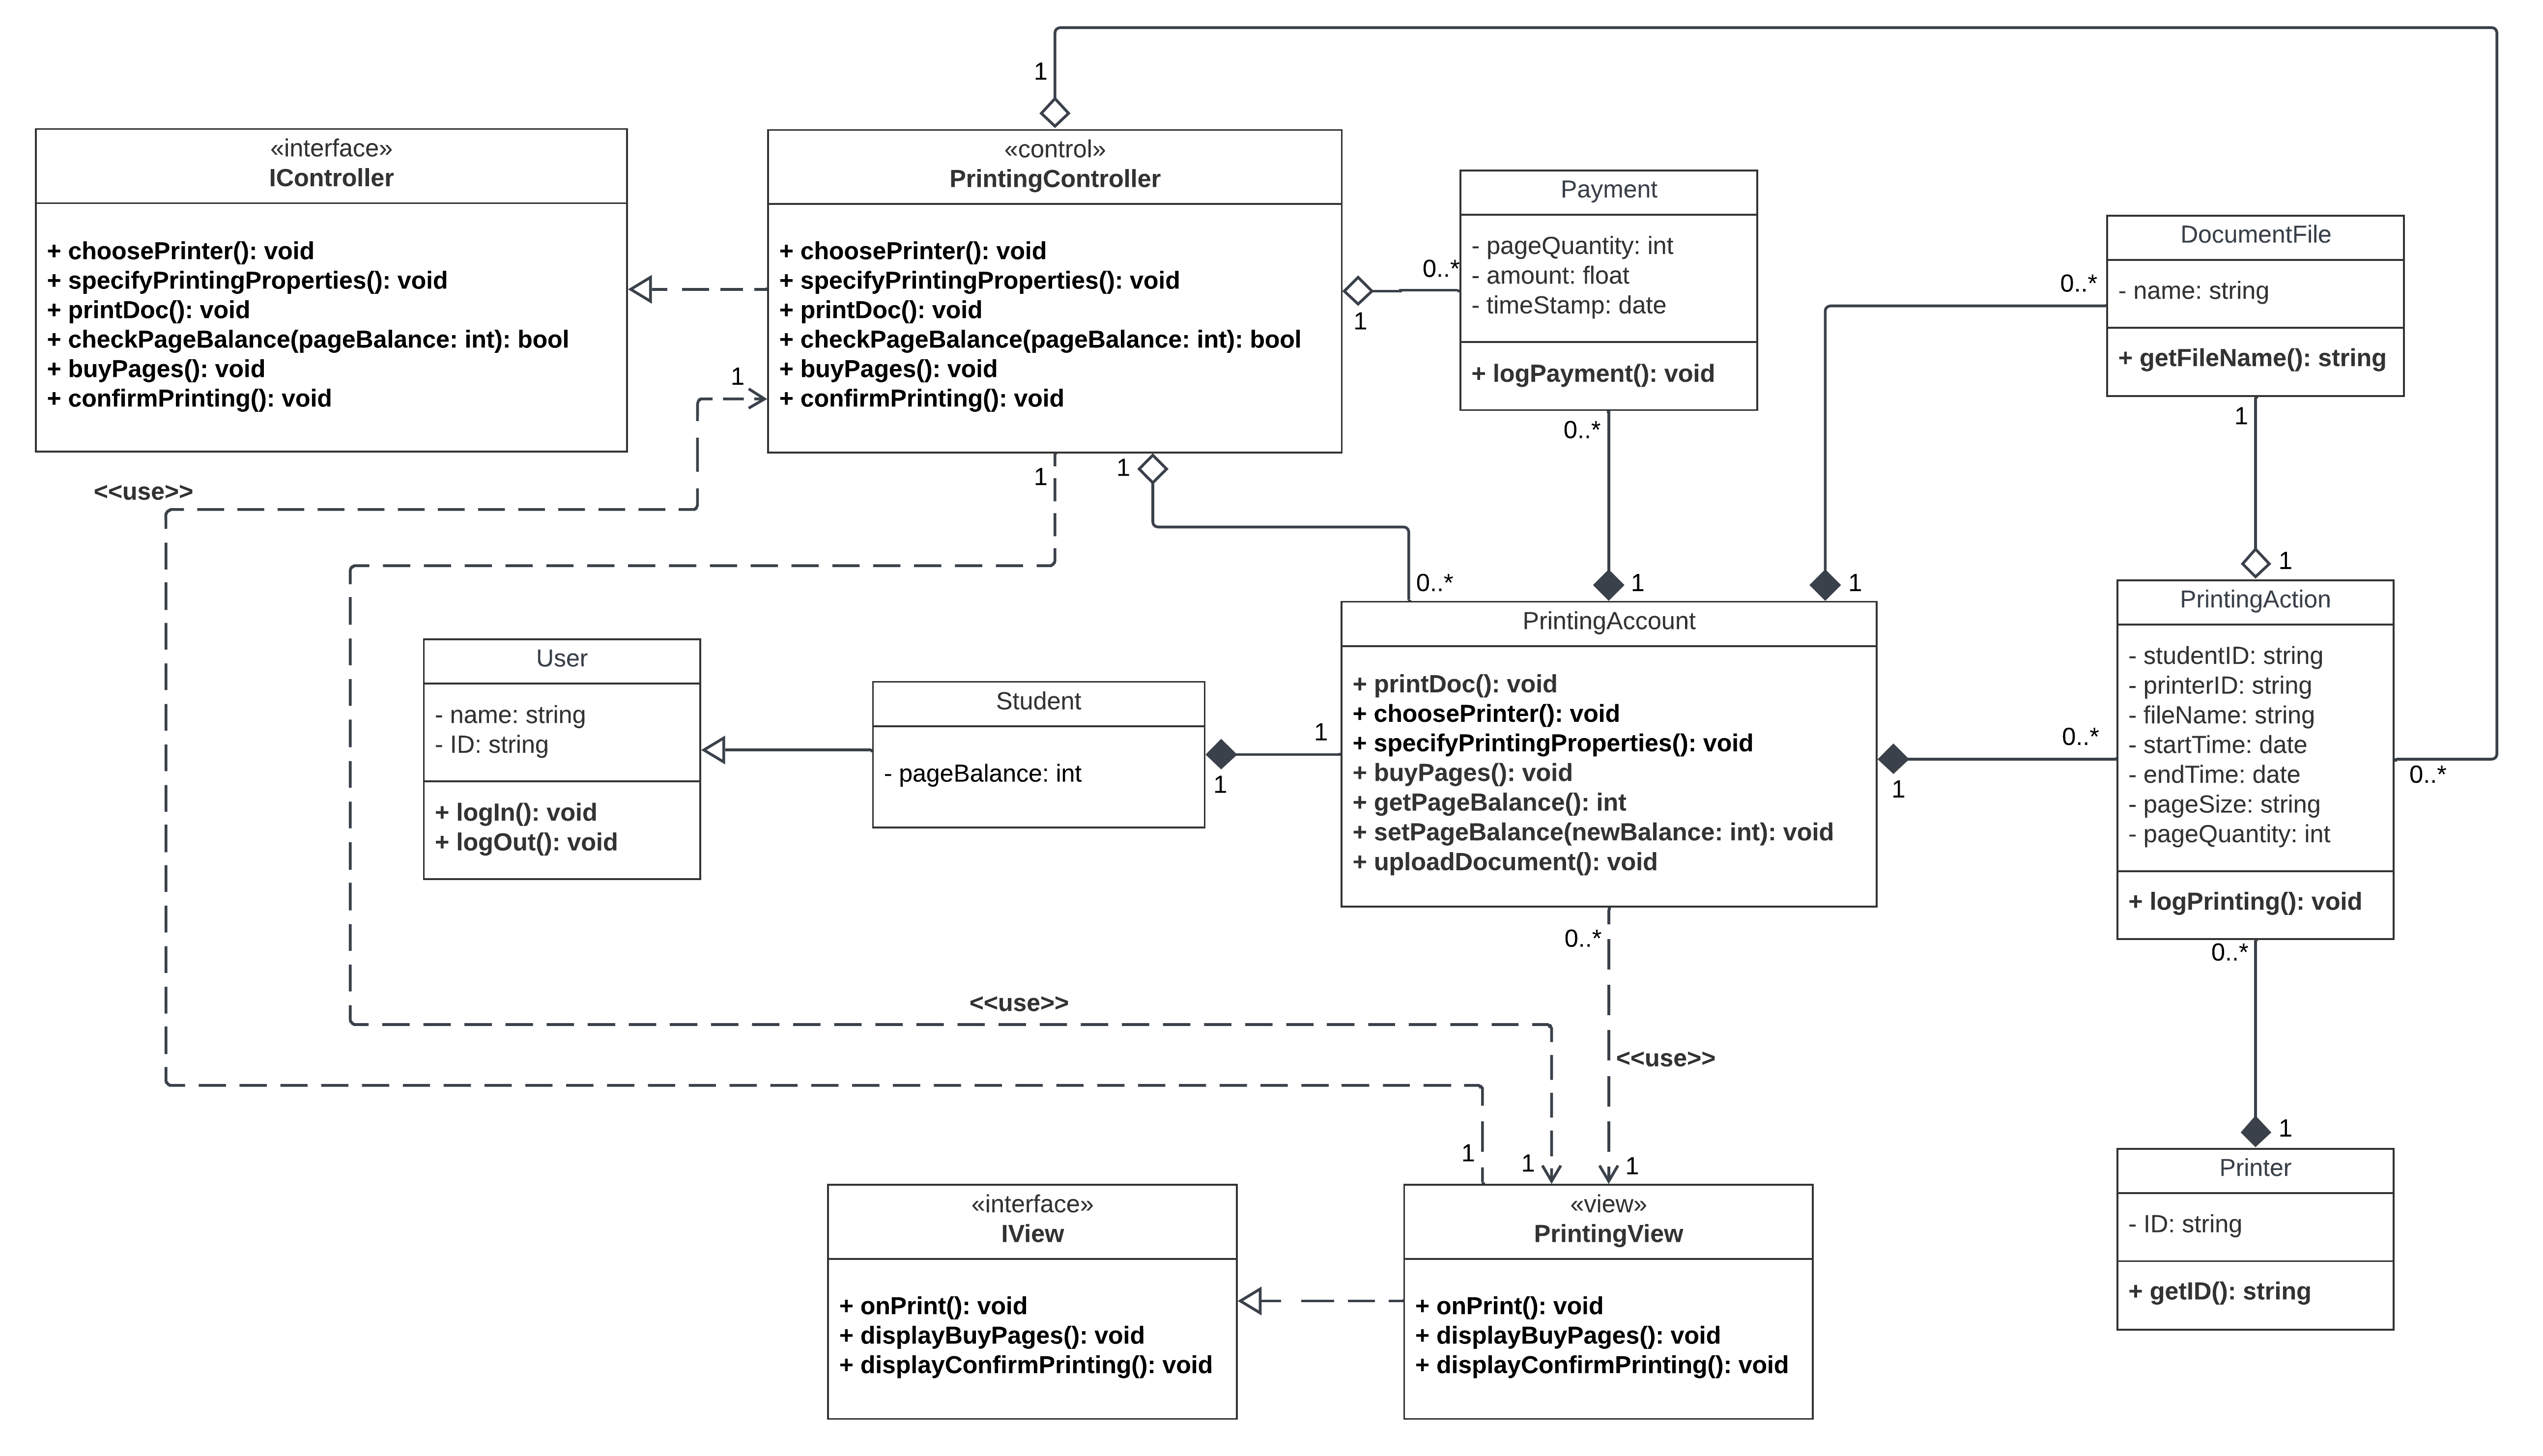 1
«interface»
IController
+ choosePrinter(): void
+ specifyPrintingProperties(): void
+ printDoc(): void
+ checkPageBalance(pageBalance: int): bool
+ buyPages(): void
+ confirmPrinting(): void
«control»
PrintingController
+ choosePrinter(): void
+ specifyPrintingProperties(): void
+ printDoc(): void
+ checkPageBalance(pageBalance: int): bool
+ buyPages(): void
+ confirmPrinting(): void
1
0..*
1
Payment
- pageQuantity: int
- amount: float
- timeStamp: date
+ logPayment(): void
0..*
DocumentFile
- name: string
+ getFileName(): string
0..*
1
<<use>>
1
1
0..*
1
1
1
User
- name: string
- ID: string
+ logIn(): void
+ logOut(): void
Student
- pageBalance: int
1
1
PrintingAccount
+ printDoc(): void
+ choosePrinter(): void
+ specifyPrintingProperties(): void
+ buyPages(): void
+ getPageBalance(): int
+ setPageBalance(newBalance: int): void
+ uploadDocument(): void
0..*
1
PrintingAction
- studentID: string
- printerID: string
- fileName: string
- startTime: date
- endTime: date
- pageSize: string
- pageQuantity: int
+ logPrinting(): void
0..*
0..*
0..*
<<use>>
<<use>>
1
1
1
1
«interface»
IView
+ onPrint(): void
+ displayBuyPages(): void
+ displayConfirmPrinting(): void
«view»
PrintingView
+ onPrint(): void
+ displayBuyPages(): void
+ displayConfirmPrinting(): void
Printer
- ID: string
+ getID(): string